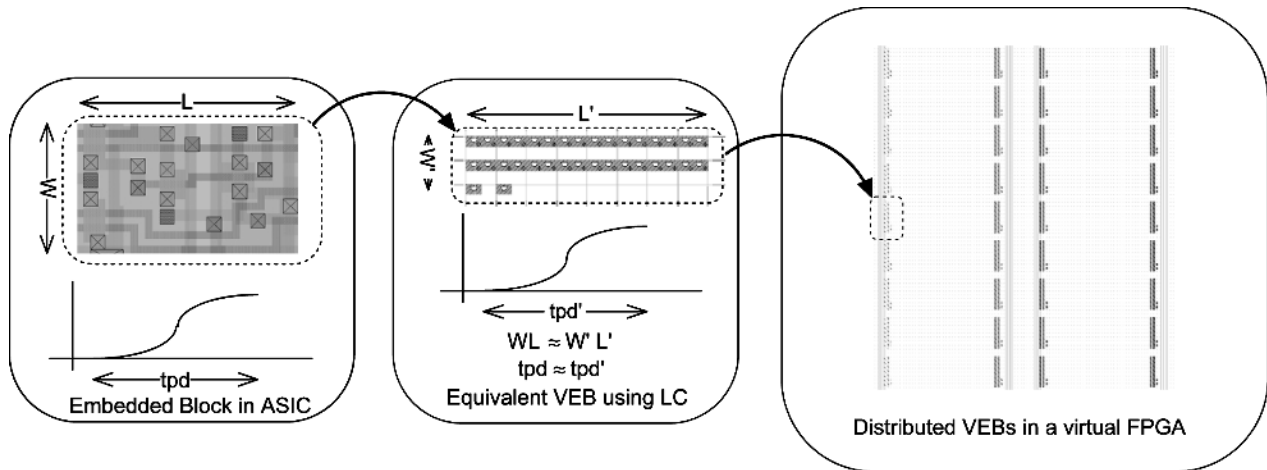 L
W
tpd
Embedded Block in ASIC
L'
W'
tpd'
WL ≈ W' L'
tpd ≈ tpd'
Equivalent VEB using LC
Distributed VEBs in a virtual FPGA